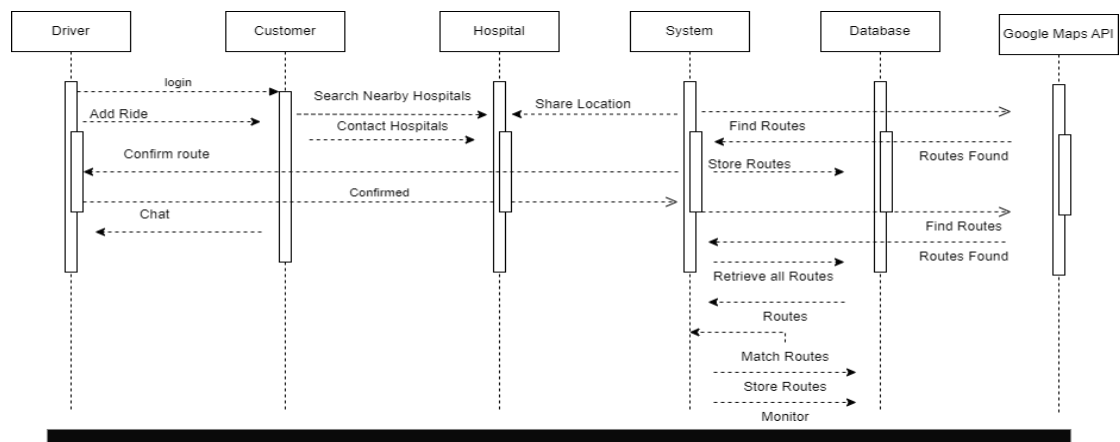 Driver
Customer
Hospital
System
Database
Google Maps API
login
Search Nearby Hospitals
Share Location
Add Ride
Contact Hospitals
Find Routes
Confirm route
Routes Found
Store Routes
Confirmed
Chat
Find Routes
Routes Found
Retrieve all Routes
Routes
Match Routes
Store Routes
Monitor